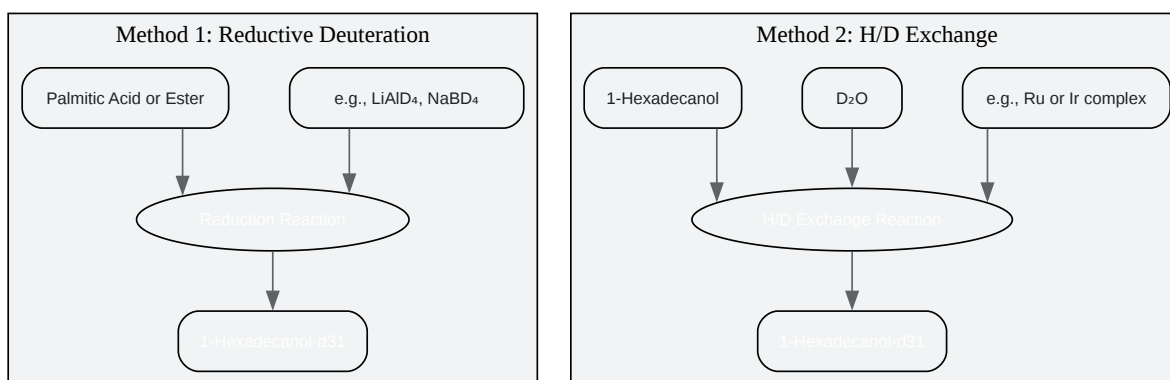 Method 1: Reductive Deuteration
Palmitic Acid or Ester
e.g., LiAlD₄, NaBD₄
Reduction Reaction
1-Hexadecanol-d31
Method 2: H/D Exchange
1-Hexadecanol
D₂O
e.g., Ru or Ir complex
H/D Exchange Reaction
1-Hexadecanol-d31